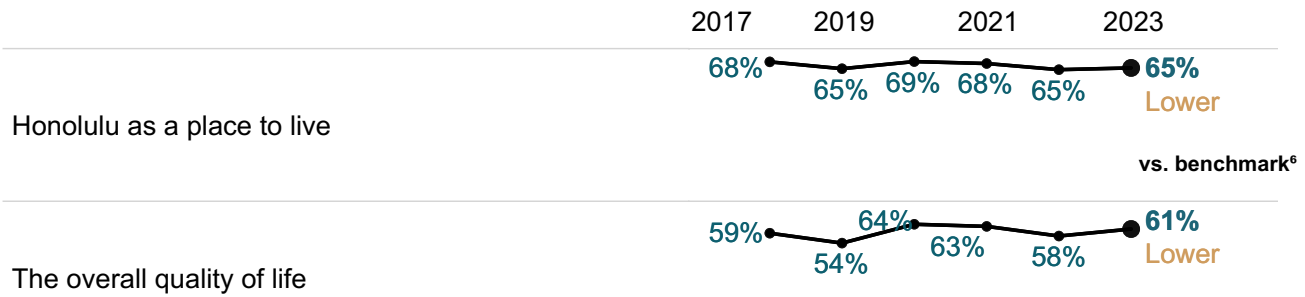 2017 2019 2021 2023
68% 65% 69% 68% 65% 65%
Lower
Honolulu as a place to live
vs. benchmark⁶
59% 54% 64% 63% 58% 61%
Lower
The overall quality of life